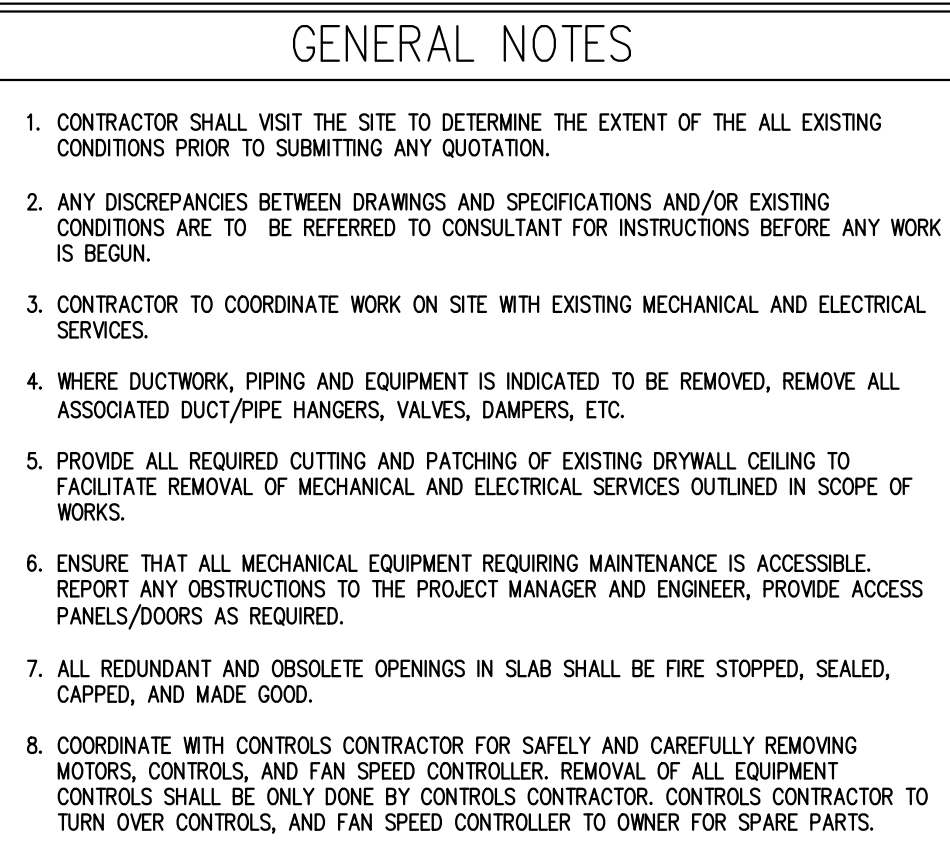 GENERAL NOTES
1. CONTRACTOR SHALL VISIT THE SITE TO DETERMINE THE EXTENT OF THE ALL EXISTING
CONDITIONS PRIOR TO SUBMITTING ANY QUOTATION.
2. ANY DISCREPANCIES BETWEEN DRAWINGS AND SPECIFICATIONS AND/OR EXISTING
CONDITIONS ARE TO BE REFERRED TO CONSULTANT FOR INSTRUCTIONS BEFORE ANY WORK
IS BEGUN.
3. CONTRACTOR TO COORDINATE WORK ON SITE WITH EXISTING MECHANICAL AND ELECTRICAL
SERVICES.
4. WHERE DUCTWORK, PIPING AND EQUIPMENT IS INDICATED TO BE REMOVED, REMOVE ALL
ASSOCIATED DUCT/PIPE HANGERS, VALVES, DAMPERS, ETC.
5. PROVIDE ALL REQUIRED CUTTING AND PATCHING OF EXISTING DRYWALL CEILING TO
FACILITATE REMOVAL OF MECHANICAL AND ELECTRICAL SERVICES OUTLINED IN SCOPE OF
WORKS.
6. ENSURE THAT ALL MECHANICAL EQUIPMENT REQUIRING MAINTENANCE IS ACCESSIBLE.
REPORT ANY OBSTRUCTIONS TO THE PROJECT MANAGER AND ENGINEER, PROVIDE ACCESS
PANELS/DOORS AS REQUIRED.
7. ALL REDUNDANT AND OBSOLETE OPENINGS IN SLAB SHALL BE FIRE STOPPED, SEALED,
CAPPED, AND MADE GOOD.
8. COORDINATE WITH CONTROLS CONTRACTOR FOR SAFELY AND CAREFULLY REMOVING
MOTORS, CONTROLS, AND FAN SPEED CONTROLLER. REMOVAL OF ALL EQUIPMENT
CONTROLS SHALL BE ONLY DONE BY CONTROLS CONTRACTOR. CONTROLS CONTRACTOR TO
TURN OVER CONTROLS, AND FAN SPEED CONTROLLER TO OWNER FOR SPARE PARTS.